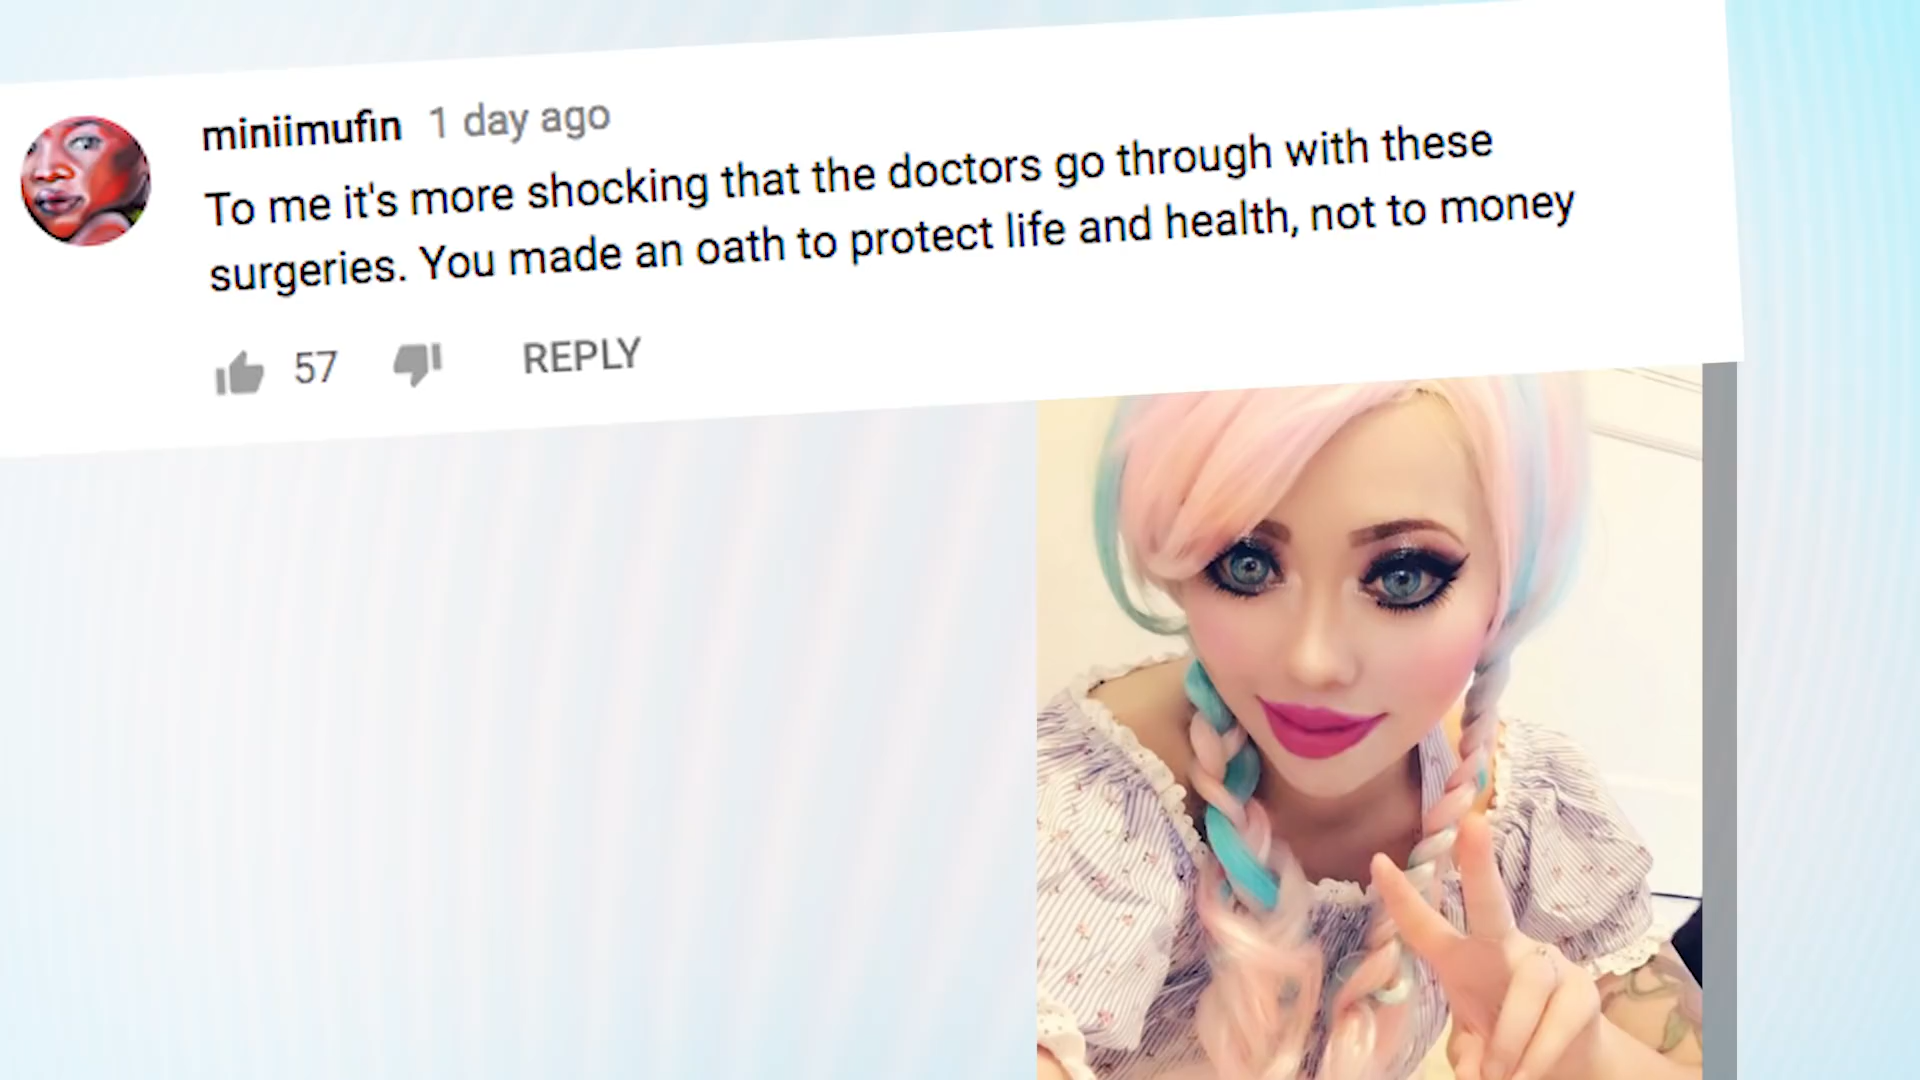 miniimufin 1 day ago
To me it's more shocking that the doctors go through with these
surgeries. You made an oath to protect life and health, not to money
57 REPLY